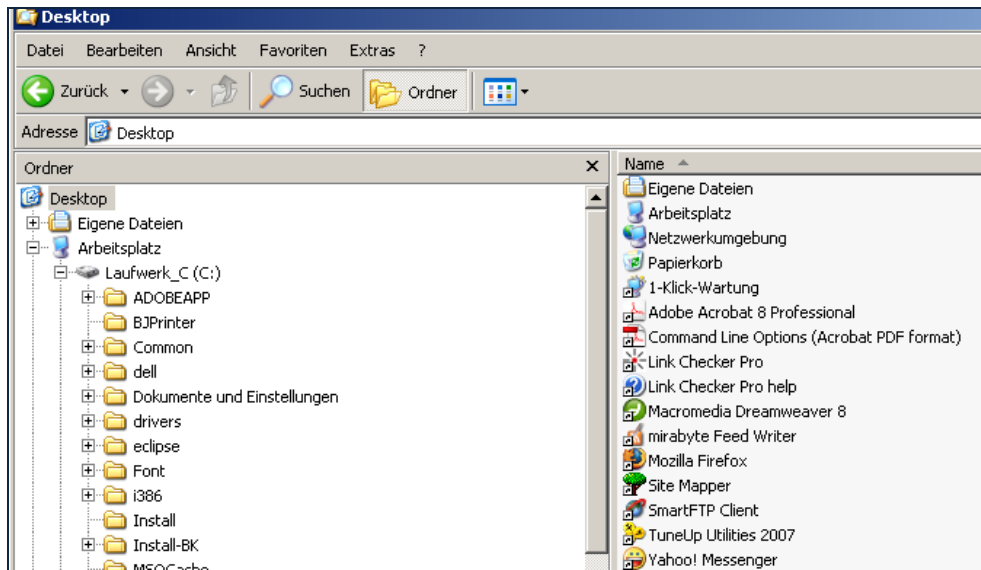 Desktop
Datei Bearbeiten Ansicht Favoriten Extras ?
Zurück Suchen Ordner
Adresse Desktop
Ordner x
Desktop
Eigene Dateien
Arbeitsplatz
Laufwerk_C (C:)
ADOBEAPP
BJPrinter
Common
dell
Dokumente und Einstellungen
drivers
eclipse
Font
i386
Install
Install-BK
MSOCache
Name
Eigene Dateien
Arbeitsplatz
Netzwerkumgebung
Papierkorb
1-Klick-Wartung
Adobe Acrobat 8 Professional
Command Line Options (Acrobat PDF format)
Link Checker Pro
Link Checker Pro help
Macromedia Dreamweaver 8
mirabyte Feed Writer
Mozilla Firefox
Site Mapper
SmartFTP Client
TuneUp Utilities 2007
Yahoo! Messenger